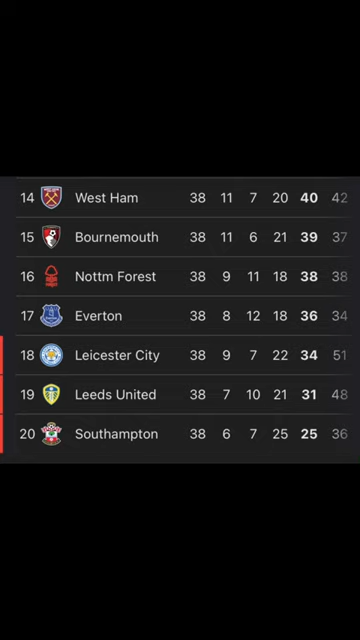 14 West Ham 38 11 7 20 40 42
15 Bournemouth 38 11 6 21 39 37
16 Nottm Forest 38 9 11 18 38 38
17 Everton 38 8 12 18 36 34
18 Leicester City 38 9 7 22 34 51
19 Leeds United 38 7 10 21 31 48
20 Southampton 38 6 7 25 25 36